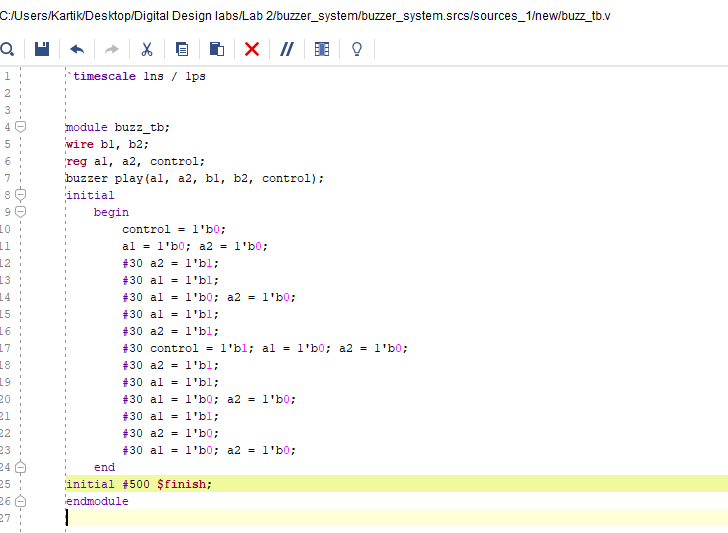 C:/Users/Kartik/Desktop/Digital Design labs/Lab 2/buzzer_system/buzzer_system.srcs/sources_1/new/buzz_tb.v
1 `timescale 1ns / 1ps
2
3
4 module buzz_tb;
5 wire b1, b2;
6 reg a1, a2, control;
7 buzzer play(a1, a2, b1, b2, control);
8 initial
9 begin
10 control = 1'b0;
11 a1 = 1'b0; a2 = 1'b0;
12 #30 a2 = 1'b1;
13 #30 a1 = 1'b1;
14 #30 a1 = 1'b0; a2 = 1'b0;
15 #30 a1 = 1'b1;
16 #30 a2 = 1'b1;
17 #30 control = 1'b1; a1 = 1'b0; a2 = 1'b0;
18 #30 a2 = 1'b1;
19 #30 a1 = 1'b1;
20 #30 a1 = 1'b0; a2 = 1'b0;
21 #30 a1 = 1'b1;
22 #30 a2 = 1'b0;
23 #30 a1 = 1'b0; a2 = 1'b0;
24 end
25 initial #500 $finish;
26 endmodule
27